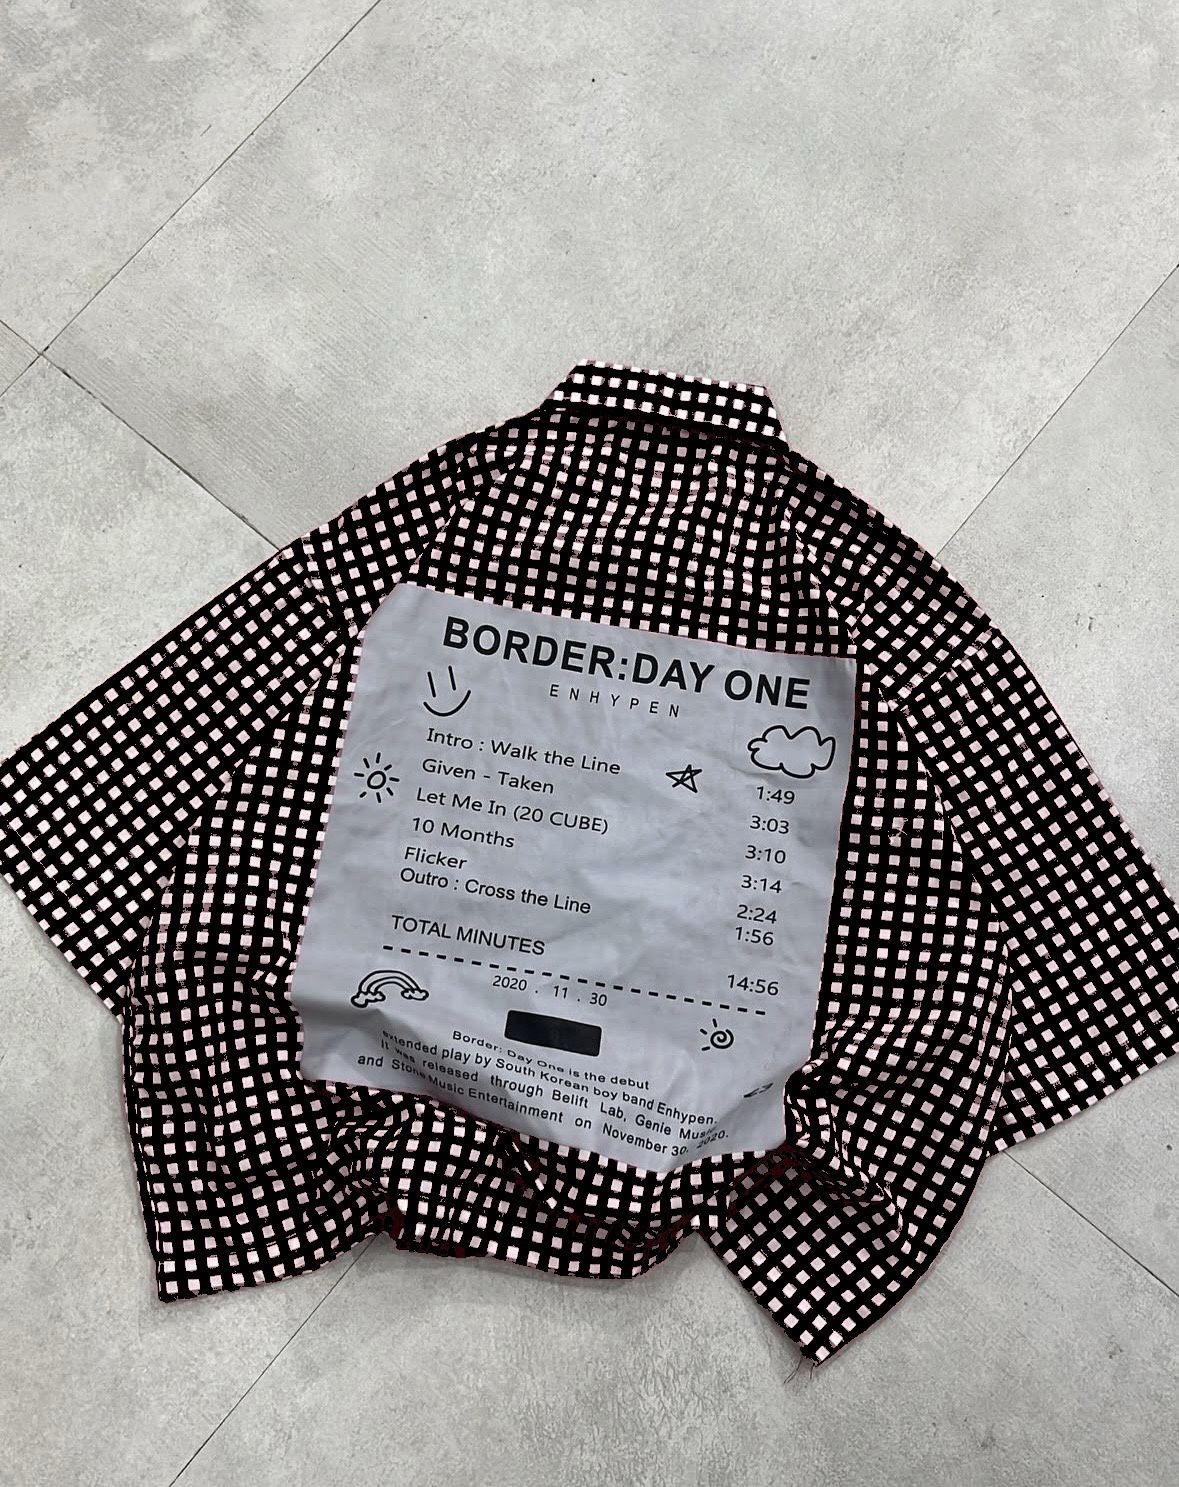 BORDER:DAY ONE
ENHYPEN
Intro : Walk the Line 1:49
Given - Taken 3:03
Let Me In (20 CUBE) 3:10
10 Months 3:14
Flicker 2:24
Outro : Cross the Line 1:56
TOTAL MINUTES 14:56
2020 . 11 . 30
Border: Day One is the debut
extended play by South Korean boy band Enhypen.
It was released through Belift Lab, Genie Music
and Stone Music Entertainment on November 30, 2020.